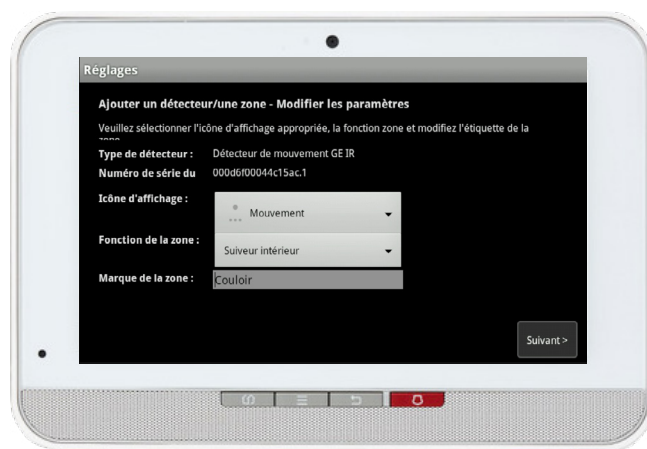 Réglages
Ajouter un détecteur/une zone - Modifier les paramètres
Veuillez sélectionner l'icône d'affichage appropriée, la fonction zone et modifiez l'étiquette de la
zone
Type de détecteur : Détecteur de mouvement GE IR
Numéro de série du 000d6f00044c15ac.1
Icône d'affichage : Mouvement
Fonction de la zone : Suiveur intérieur
Marque de la zone : Couloir
Suivant >